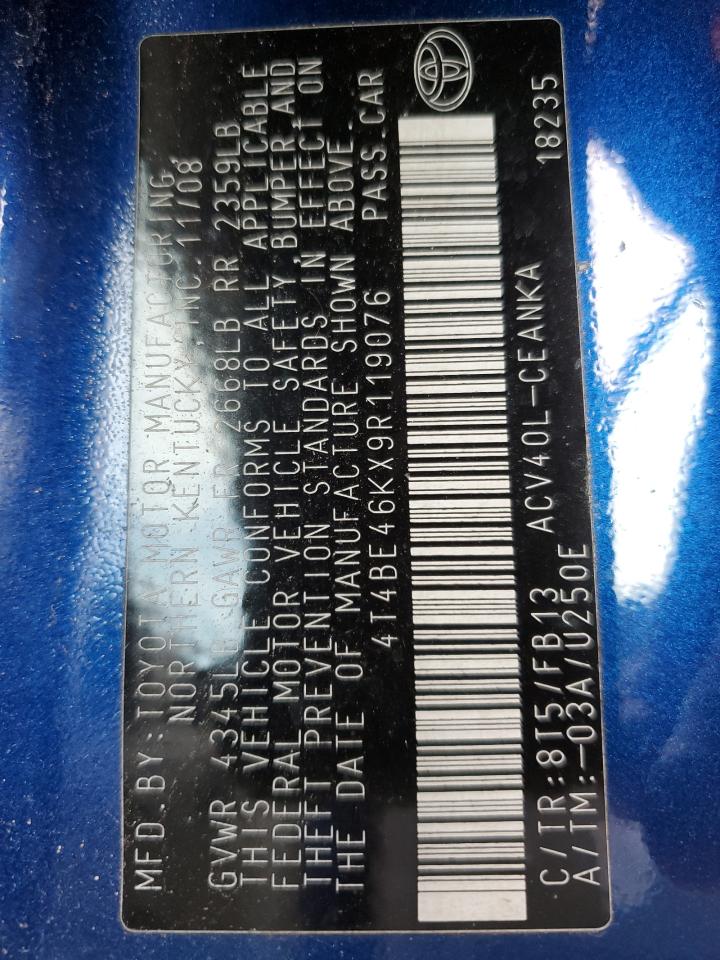 MFD.BY:TOYOTA MOTOR MANUFACTURING,
NORTHERN KENTUCKY,INC.11/08
GVWR 4345LB GAWR FR 2668LB RR 2359LB
THIS VEHICLE CONFORMS TO ALL APPLICABLE
FEDERAL MOTOR VEHICLE SAFETY,BUMPER AND
THEFT PREVENTION STANDARDS IN EFFECT ON
THE DATE OF MANUFACTURE SHOWN ABOVE
4T4BE46KX9R119076 PASS.CAR
C/TR:8T5/FB13 ACV40L-CEANKA 18235
A/TM:-03A/U250E